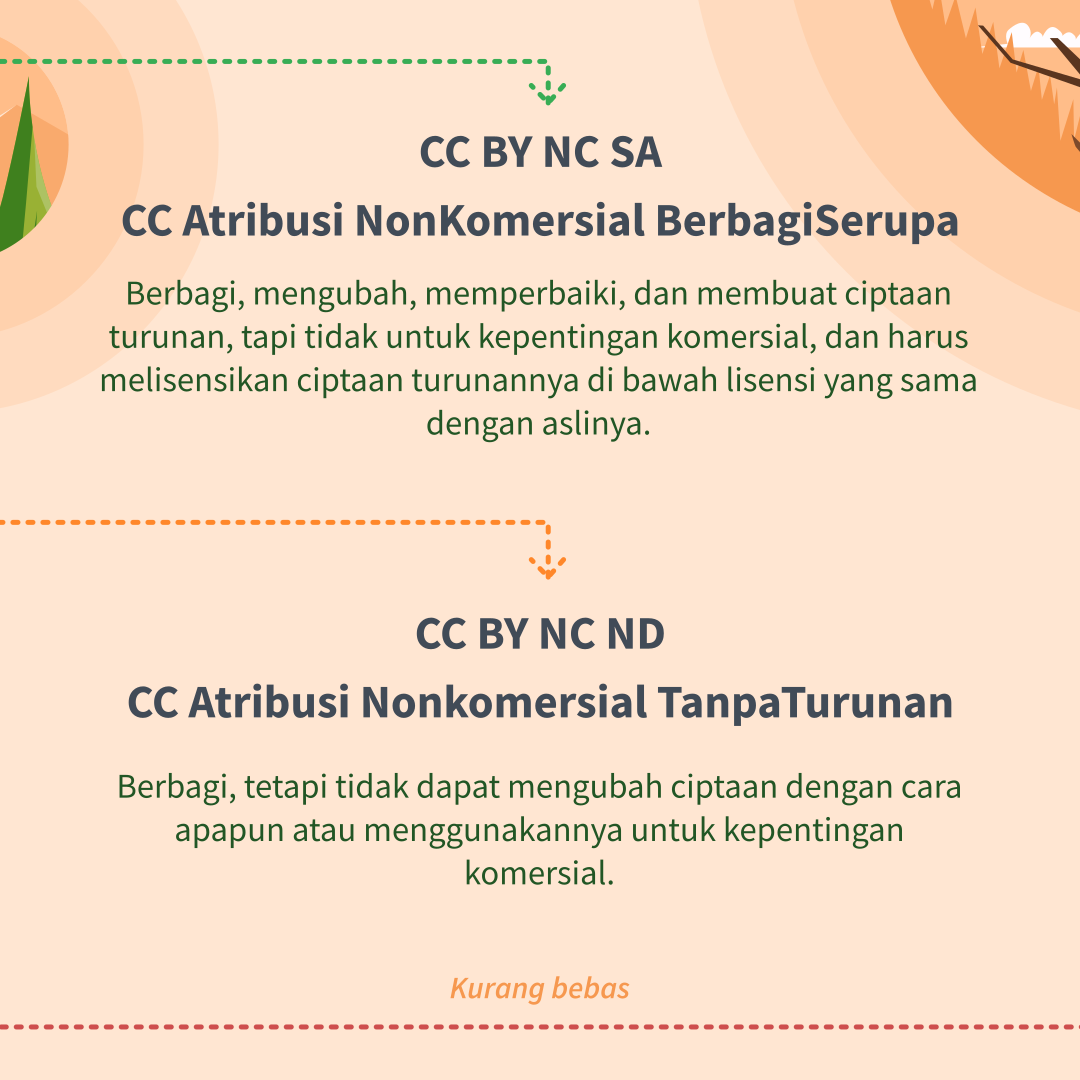 CC BY NC SA
CC Atribusi NonKomersial BerbagiSerupa
Berbagi, mengubah, memperbaiki, dan membuat ciptaan
turunan, tapi tidak untuk kepentingan komersial, dan harus
melisensikan ciptaan turunannya di bawah lisensi yang sama
dengan aslinya.
CC BY NC ND
CC Atribusi Nonkomersial TanpaTurunan
Berbagi, tetapi tidak dapat mengubah ciptaan dengan cara
apapun atau menggunakannya untuk kepentingan
komersial.
Kurang bebas